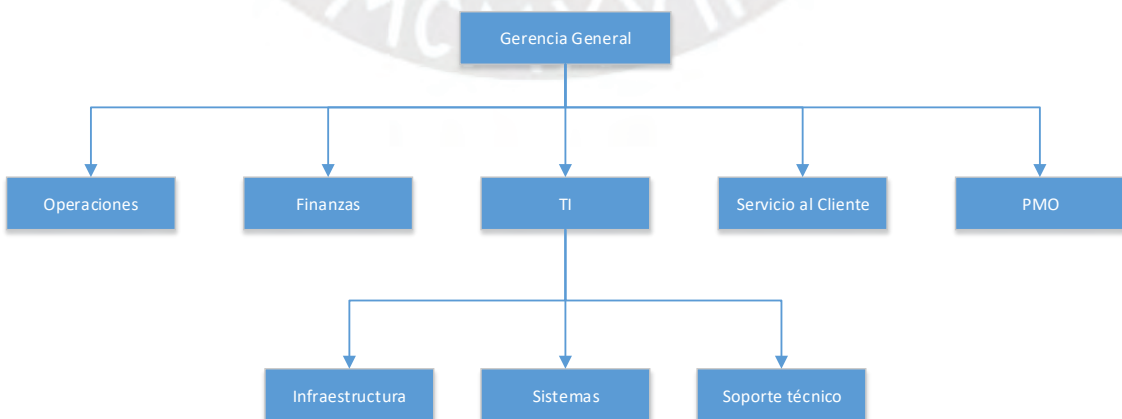 Gerencia General
Operaciones
Finanzas
TI
Servicio al Cliente
PMO
Infraestructura
Sistemas
Soporte técnico